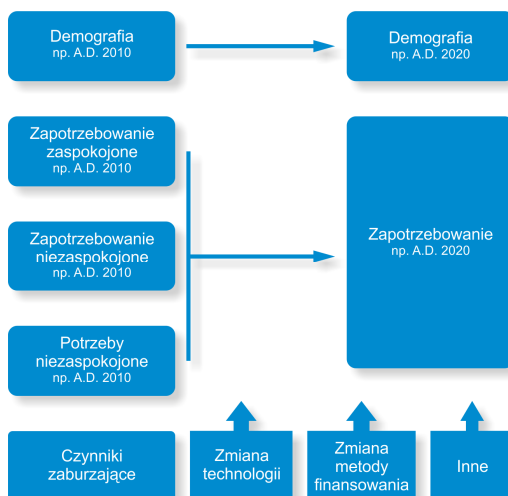 Demografia
np. A.D. 2010
Demografia
np. A.D. 2020
Zapotrzebowanie
zaspokojone
np. A.D. 2010
Zapotrzebowanie
niezaspokojone
np. A.D. 2010
Potrzeby
niezaspokojone
np. A.D. 2010
Zapotrzebowanie
np. A.D. 2020
Czynniki
zaburzające
Zmiana
technologii
Zmiana
metody
finansowania
Inne